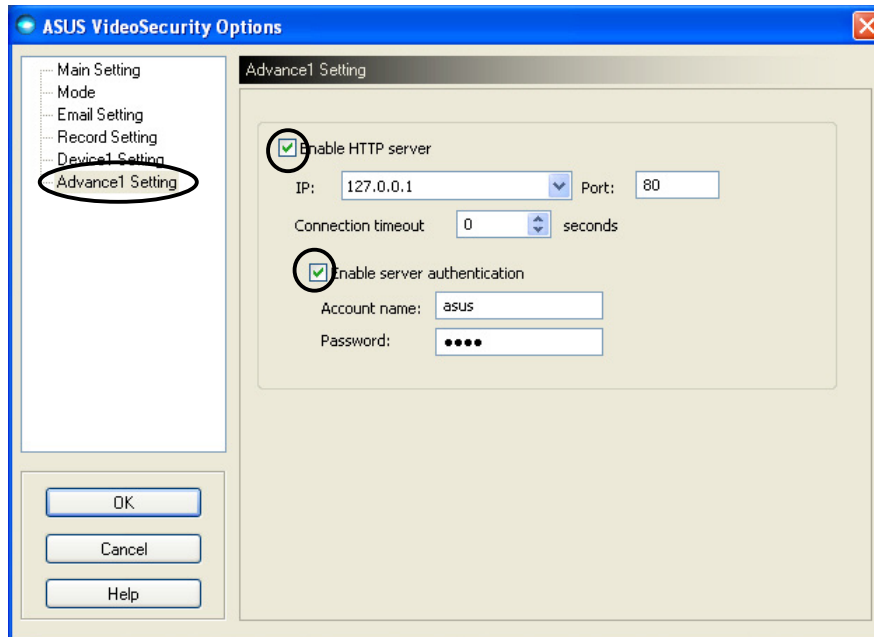 ASUS VideoSecurity Options
Main Setting
Mode
Email Setting
Record Setting
Device1 Setting
Advance1 Setting
OK
Cancel
Help
Advance1 Setting
Enable HTTP server
IP: 127.0.0.1 Port: 80
Connection timeout 0 seconds
Enable server authentication
Account name: asus
Password: ●●●●